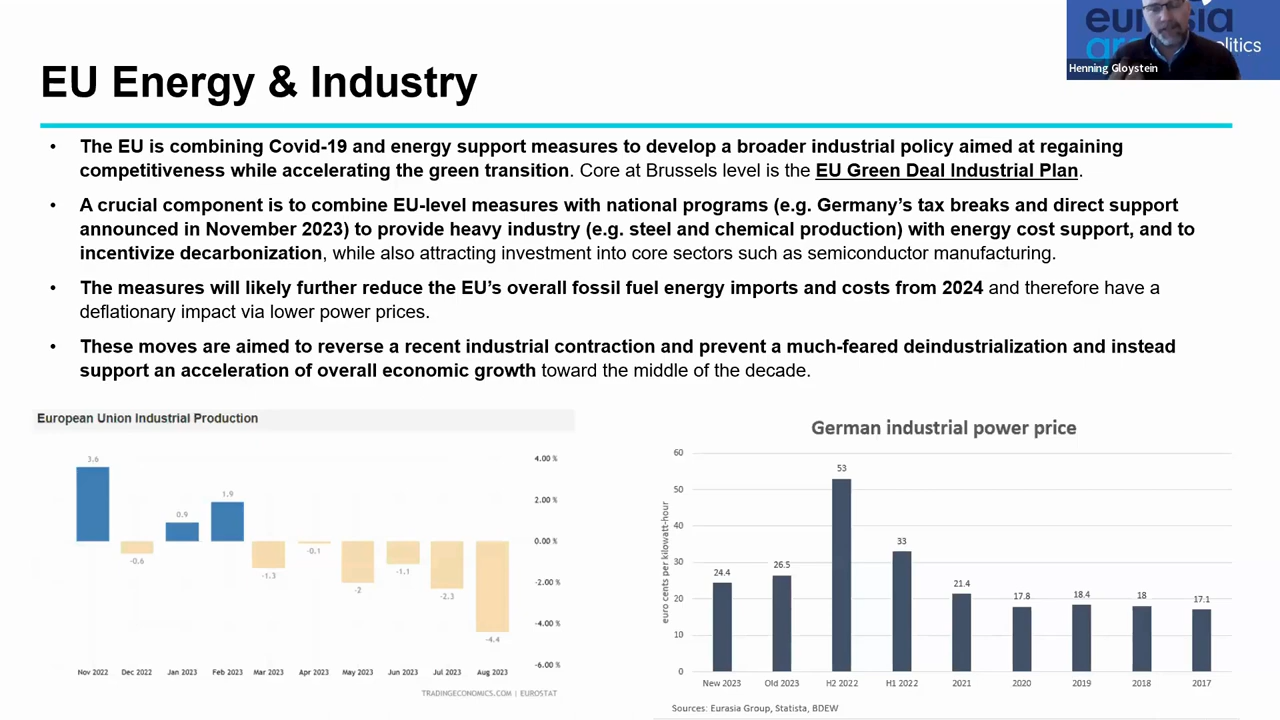 eurasia
group politics
Henning Gloystein
EU Energy & Industry
• The EU is combining Covid-19 and energy support measures to develop a broader industrial policy aimed at regaining
competitiveness while accelerating the green transition. Core at Brussels level is the EU Green Deal Industrial Plan.
• A crucial component is to combine EU-level measures with national programs (e.g. Germany’s tax breaks and direct support
announced in November 2023) to provide heavy industry (e.g. steel and chemical production) with energy cost support, and to
incentivize decarbonization, while also attracting investment into core sectors such as semiconductor manufacturing.
• The measures will likely further reduce the EU’s overall fossil fuel energy imports and costs from 2024 and therefore have a
deflationary impact via lower power prices.
• These moves are aimed to reverse a recent industrial contraction and prevent a much-feared deindustrialization and instead
support an acceleration of overall economic growth toward the middle of the decade.
European Union Industrial Production
3.6
-0.6
0.9
1.9
-1.3
-0.1
-2
-1.1
-2.3
-4.4
4.00 %
2.00 %
0.00 %
-2.00 %
-4.00 %
-6.00 %
Nov 2022 Dec 2022 Jan 2023 Feb 2023 Mar 2023 Apr 2023 May 2023 Jun 2023 Jul 2023 Aug 2023
TRADINGECONOMICS.COM | EUROSTAT
German industrial power price
euro cents per kilowatt-hour
60
50
40
30
20
10
0
24.4
26.5
53
33
21.4
17.8
18.4
18
17.1
New 2023 Old 2023 H2 2022 H1 2022 2021 2020 2019 2018 2017
Sources: Eurasia Group, Statista, BDEW